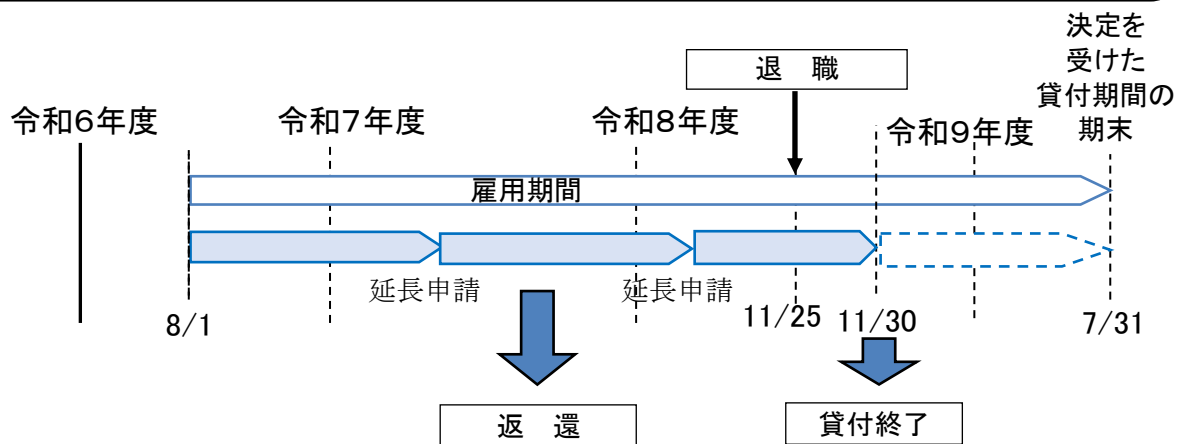 決定を
受けた
貸付期間の
期末
退 職
令和6年度
令和7年度
令和8年度
令和9年度
雇用期間
延長申請
延長申請
8/1
11/25
11/30
7/31
返 還
貸付終了